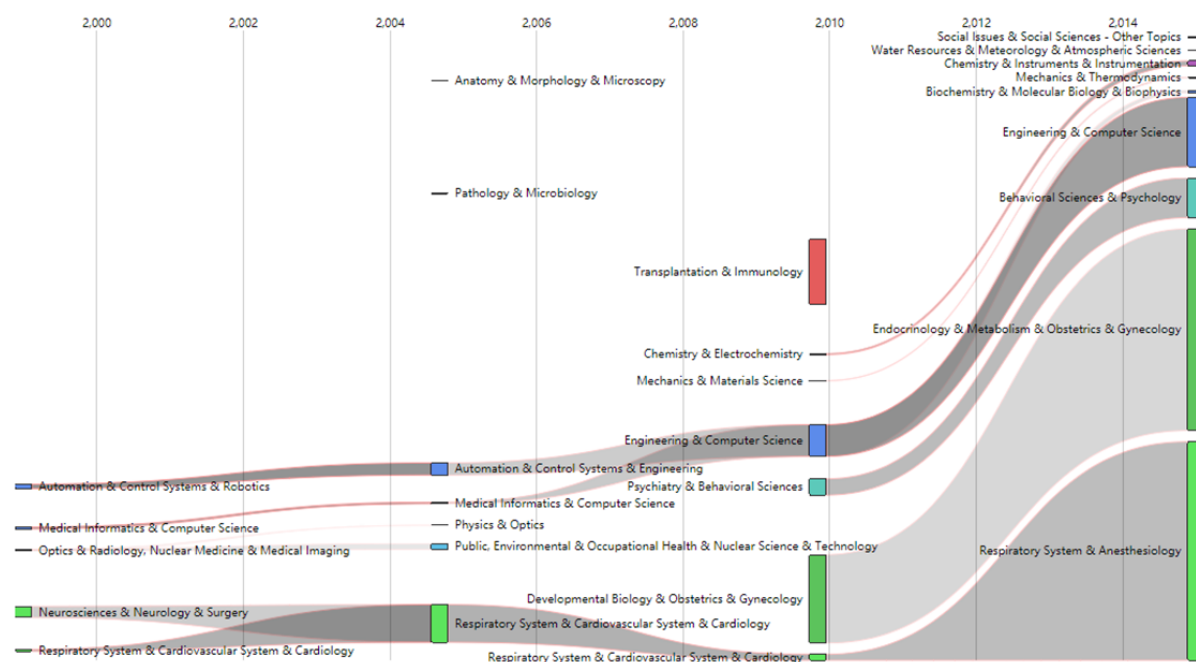 2,000 2,002 2,004 2,006 2,008 2,010 2,012 2,014
Social Issues & Social Sciences - Other Topics
Water Resources & Meteorology & Atmospheric Sciences
Chemistry & Instruments & Instrumentation
Mechanics & Thermodynamics
Anatomy & Morphology & Microscopy
Biochemistry & Molecular Biology & Biophysics
Engineering & Computer Science
Pathology & Microbiology
Behavioral Sciences & Psychology
Transplantation & Immunology
Endocrinology & Metabolism & Obstetrics & Gynecology
Chemistry & Electrochemistry
Mechanics & Materials Science
Engineering & Computer Science
Automation & Control Systems & Engineering
Automation & Control Systems & Robotics
Psychiatry & Behavioral Sciences
Medical Informatics & Computer Science
Physics & Optics
Medical Informatics & Computer Science
Public, Environmental & Occupational Health & Nuclear Science & Technology
Optics & Radiology, Nuclear Medicine & Medical Imaging
Respiratory System & Anesthesiology
Developmental Biology & Obstetrics & Gynecology
Neurosciences & Neurology & Surgery
Respiratory System & Cardiovascular System & Cardiology
Respiratory System & Cardiovascular System & Cardiology
Respiratory System & Cardiovascular System & Cardiology